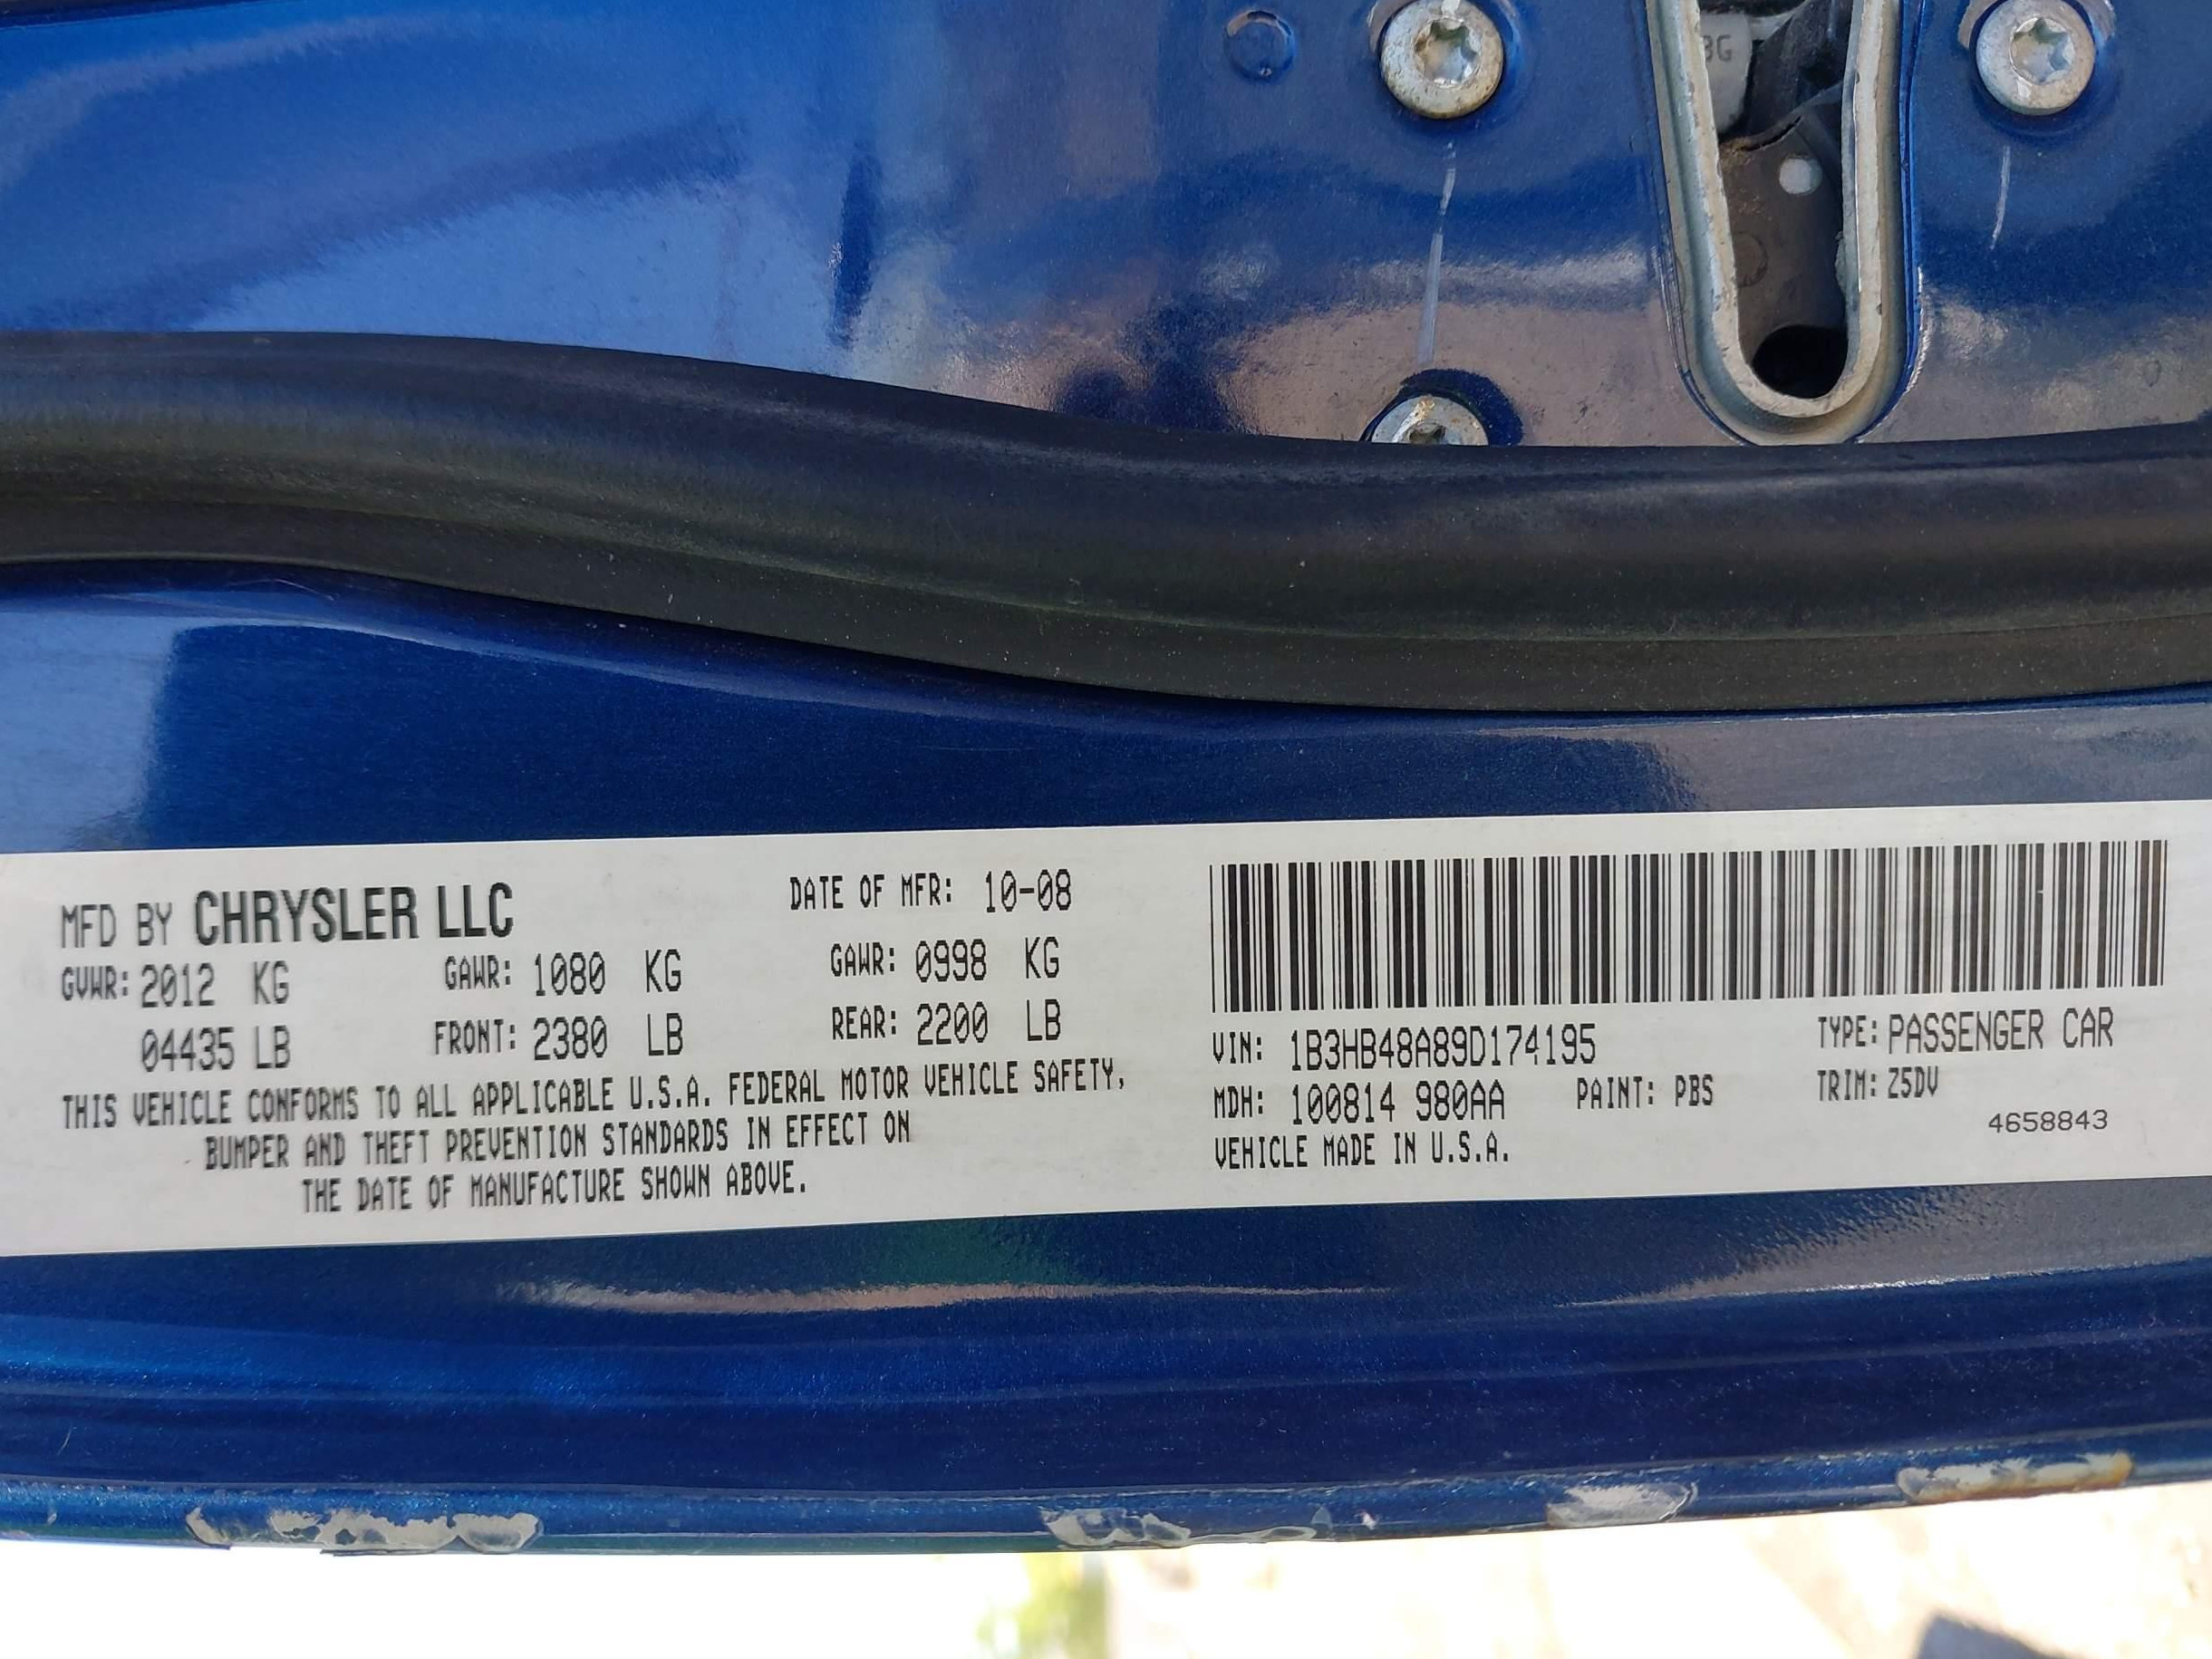 BG
MFD BY CHRYSLER LLC
DATE OF MFR: 10-08
GVWR: 2012 KG
04435 LB
GAWR: 1080 KG
FRONT: 2380 LB
GAWR: 0998 KG
REAR: 2200 LB
THIS VEHICLE CONFORMS TO ALL APPLICABLE U.S.A. FEDERAL MOTOR VEHICLE SAFETY,
BUMPER AND THEFT PREVENTION STANDARDS IN EFFECT ON
THE DATE OF MANUFACTURE SHOWN ABOVE.
VIN: 1B3HB48A89D174195
TYPE: PASSENGER CAR
MDH: 100814 980AA
PAINT: PBS
TRIM: Z5DV
VEHICLE MADE IN U.S.A.
4658843